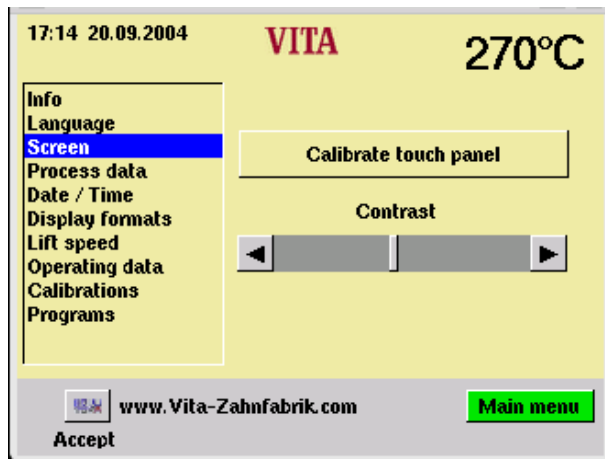 17:14 20.09.2004
VITA
270°C
Info
Language
Screen
Process data
Date / Time
Display formats
Lift speed
Operating data
Calibrations
Programs
Calibrate touch panel
Contrast
www.Vita-Zahnfabrik.com
Main menu
Accept